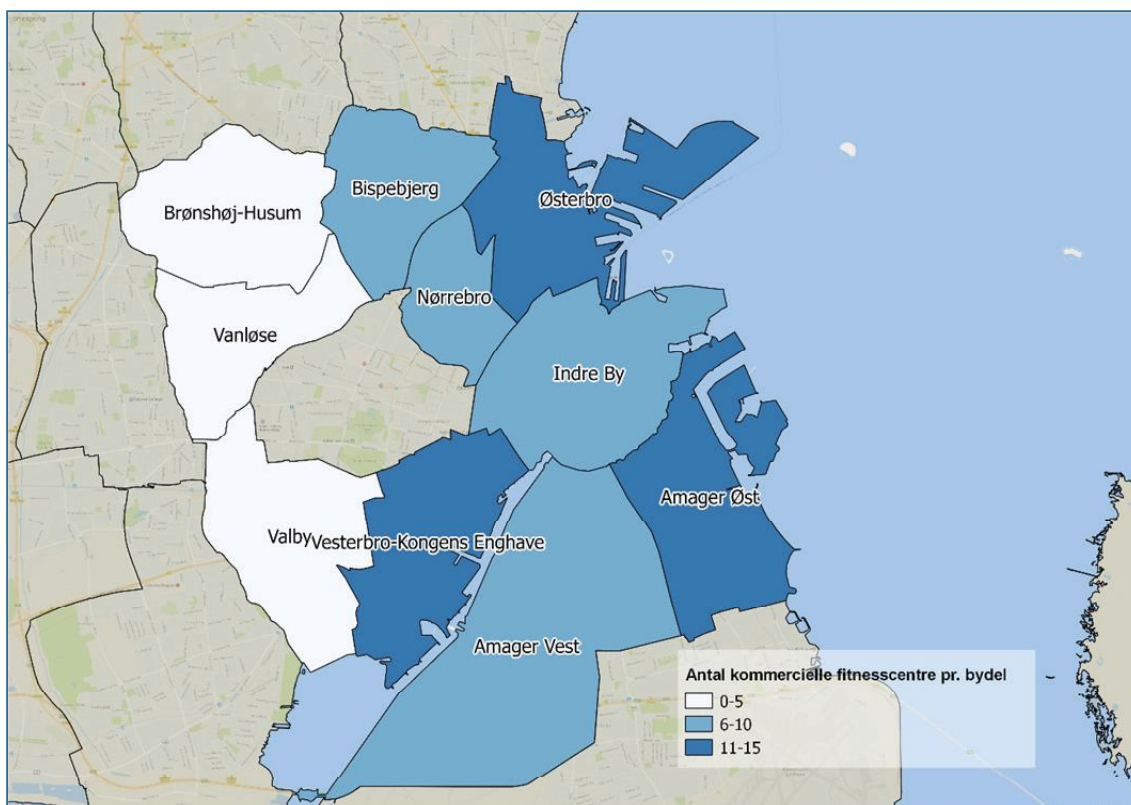 Bispebjerg
Østerbro
Brønshøj-Husum
Nørrebro
Vanløse
Indre By
Amager Øst
Valby
Vesterbro-Kongens Enghave
Amager Vest
Antal kommercielle fitnesscentre pr. bydel
0-5
6-10
11-15